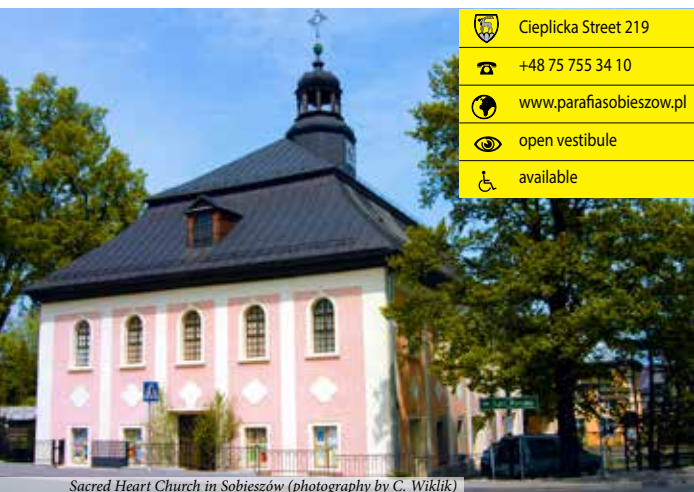 Cieplicka Street 219
+48 75 755 34 10
www.parafiasobieszow.pl
open vestibule
available
Sacred Heart Church in Sobieszów (photography by C. Wiklik)